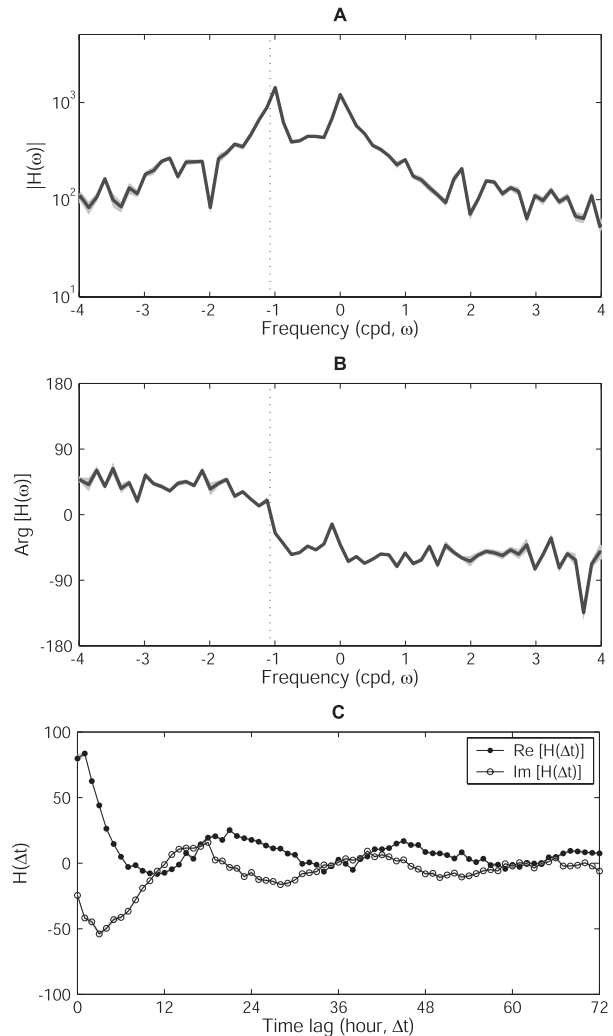 A
10³
10²
10¹
|H(ω)|
-4 -3 -2 -1 0 1 2 3 4
Frequency (cpd, ω)
B
180
90
0
-90
-180
Arg [H(ω)]
-4 -3 -2 -1 0 1 2 3 4
Frequency (cpd, ω)
C
100
50
0
-50
-100
H(Δt)
Re [H(Δt)]
Im [H(Δt)]
0 12 24 36 48 60 72
Time lag (hour, Δt)